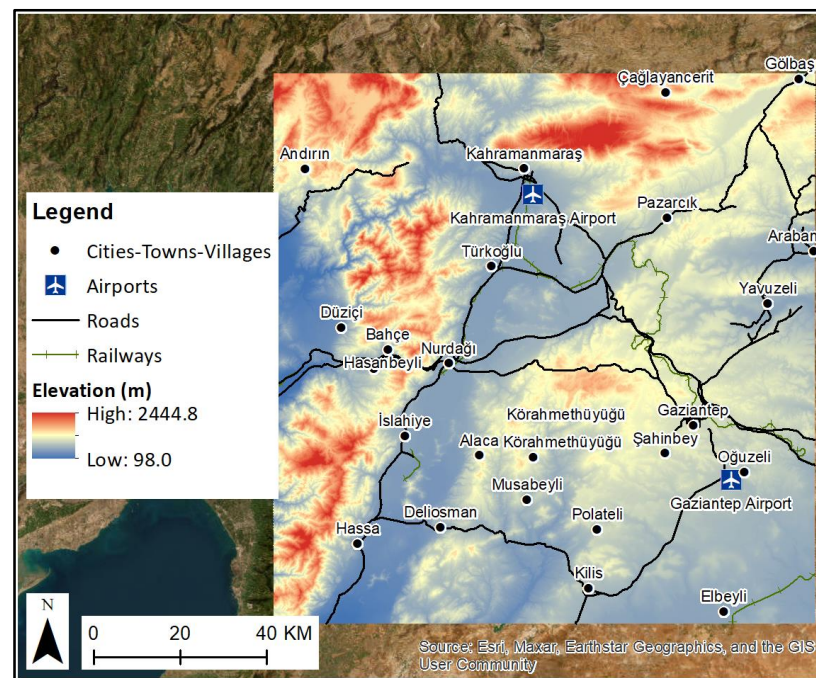 Gölbaş
Çağlayancerit
Andırın
Kahramanmaraş
Kahramanmaraş Airport
Pazarcık
Araban
Türkoğlu
Yavuzeli
Düziçi
Bahçe
Hasanbeyli
Nurdağı
İslahiye
Körahmethüyüğü
Gaziantep
Alaca
Körahmethüyüğü
Şahinbey
Oğuzeli
Musabeyli
Gaziantep Airport
Deliosman
Polateli
Hassa
Kilis
Elbeyli
Legend
Cities-Towns-Villages
Airports
Roads
Railways
Elevation (m)
High: 2444.8
Low: 98.0
N
0 20 40 KM
Source: Esri, Maxar, Earthstar Geographics, and the GIS
User Community